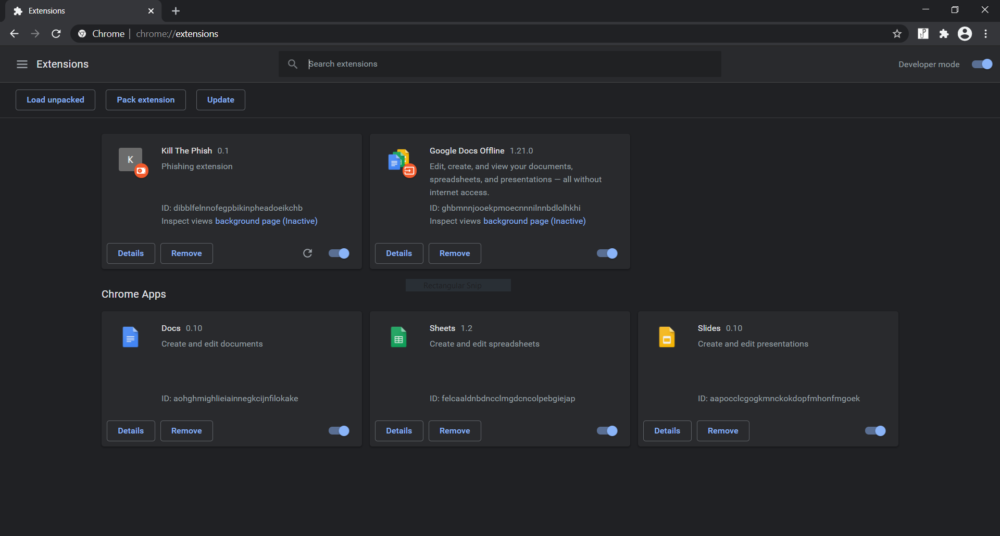 Extensions
Chrome | chrome://extensions
Extensions
Search extensions
Developer mode
Load unpacked
Pack extension
Update
K
Kill The Phish 0.1
Phishing extension
ID: dibblfelnnofegpbikinpheadoeikchb
Inspect views background page (Inactive)
Details
Remove
Google Docs Offline 1.21.0
Edit, create, and view your documents,
spreadsheets, and presentations — all without
internet access.
ID: ghbmnnjooekpmoecnnnilnnbdlolhkhi
Inspect views background page (Inactive)
Details
Remove
Rectangular Snip
Chrome Apps
Docs 0.10
Create and edit documents
ID: aohghmighlieiainnegkcijnfilokake
Details
Remove
Sheets 1.2
Create and edit spreadsheets
ID: felcaaldnbdncclmgdcncolpebgiejap
Details
Remove
Slides 0.10
Create and edit presentations
ID: aapocclcgogkmnckokdopfmhonfmgoek
Details
Remove